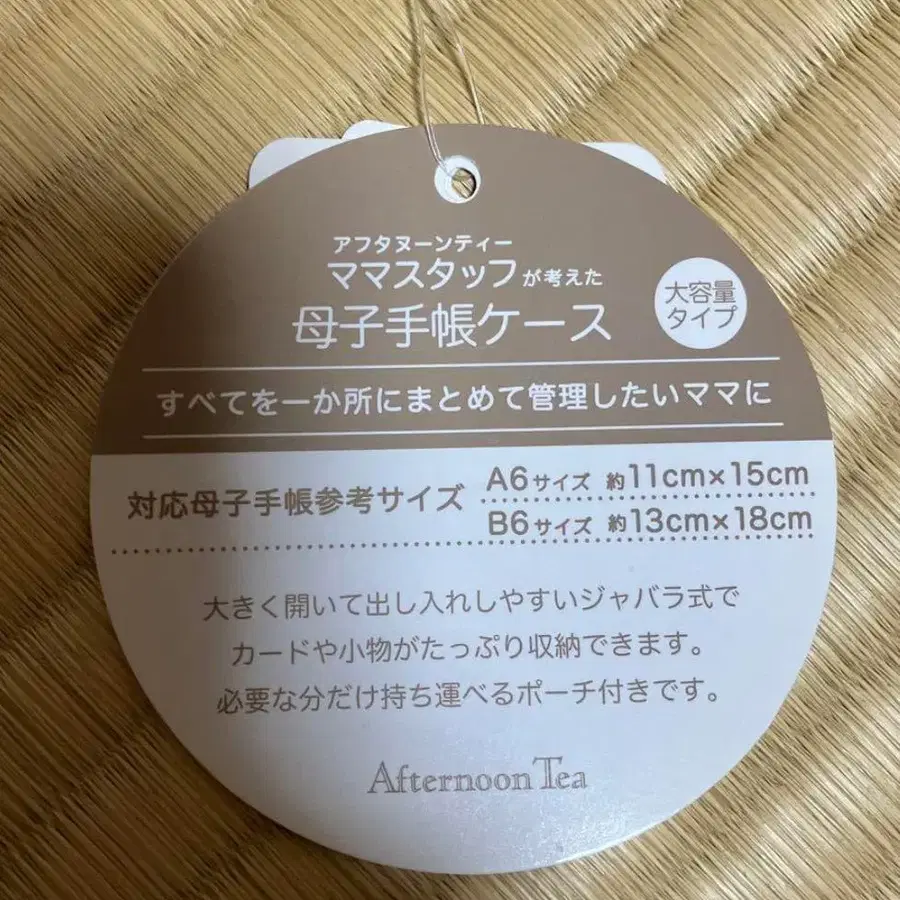 アフタヌーンティー
ママスタッフが考えた
母子手帳ケース
大容量
タイプ
すべてを一か所にまとめて管理したいママに
対応母子手帳参考サイズ
A6サイズ 約11cm×15cm
B6サイズ 約13cm×18cm
大きく開いて出し入れしやすいジャバラ式で
カードや小物がたっぷり収納できます。
必要な分だけ持ち運べるポーチ付きです。
Afternoon Tea